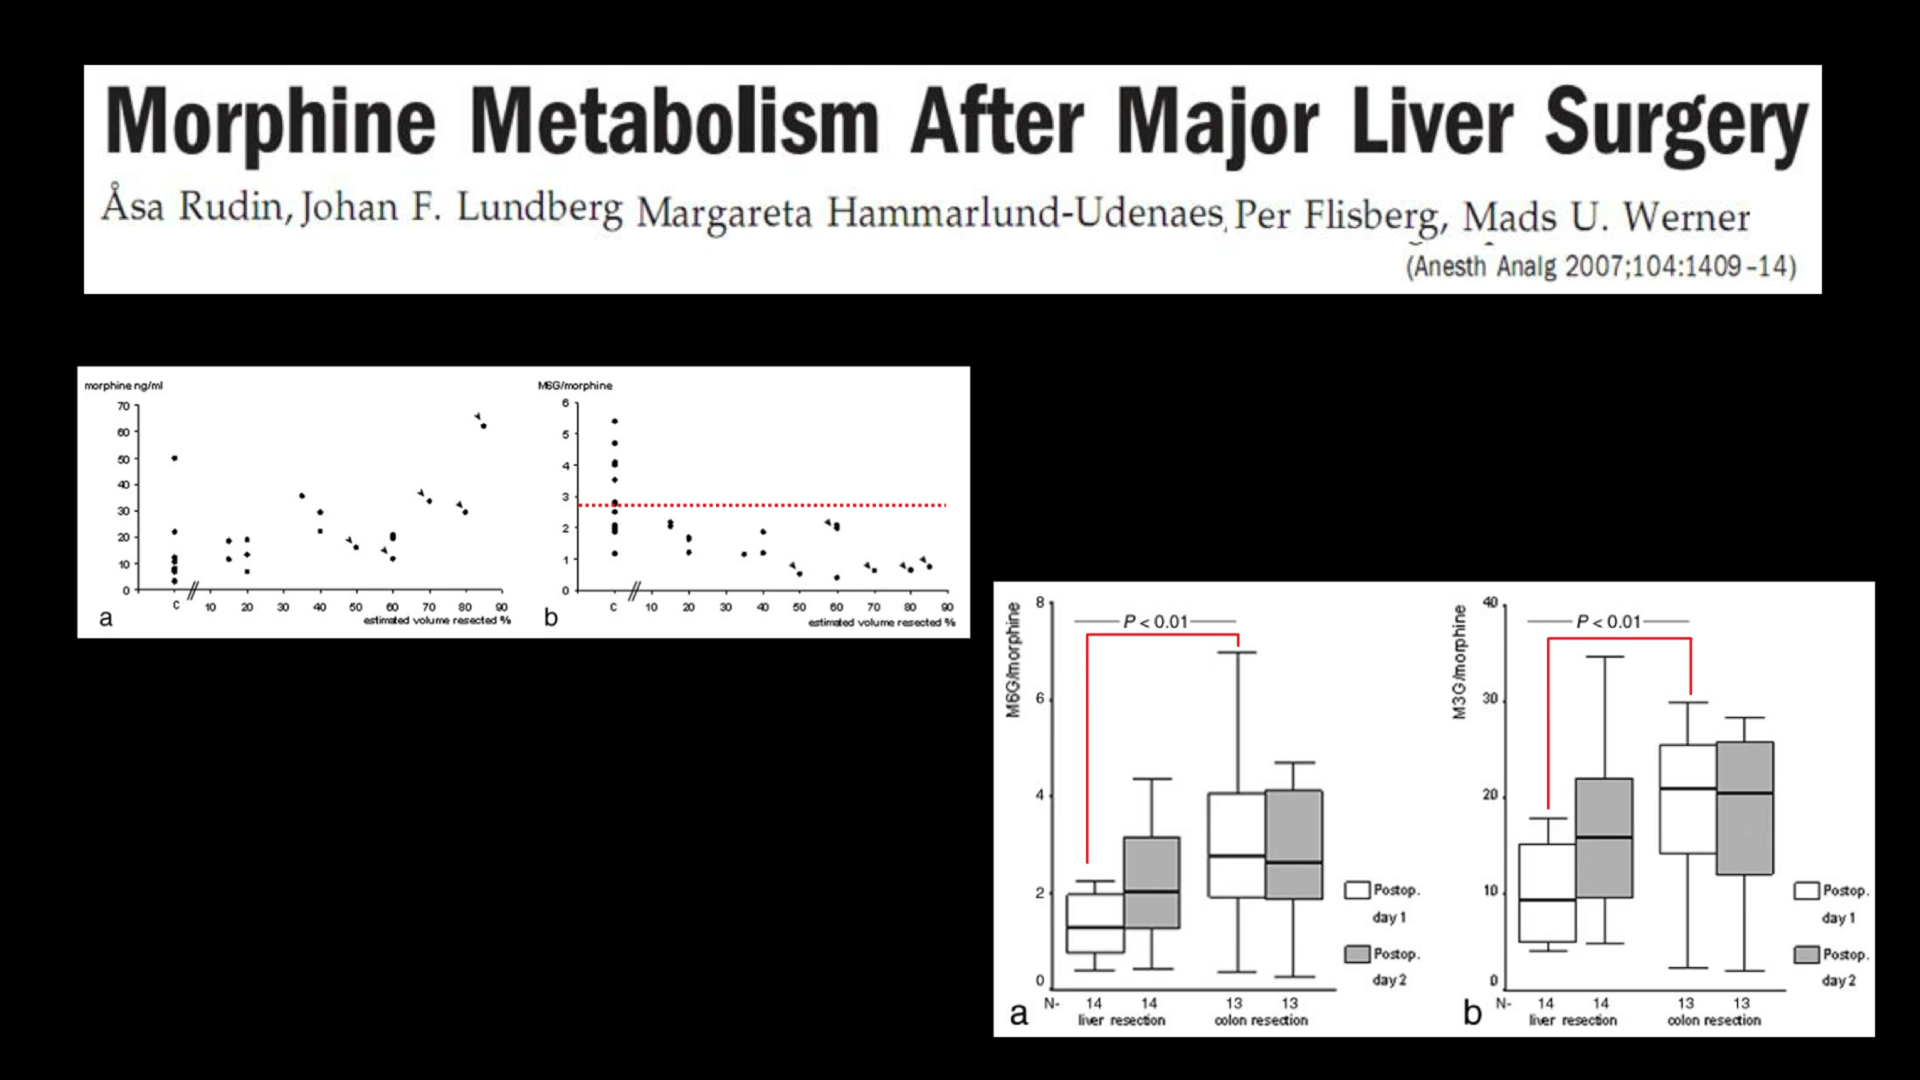 Morphine Metabolism After Major Liver Surgery
Åsa Rudin, Johan F. Lundberg Margareta Hammarlund-Udenaes, Per Flisberg, Mads U. Werner
(Anesth Analg 2007;104:1409-14)
morphine ng/ml
70
60
50
40
30
20
10
0
C 10 20 30 40 50 60 70 80 90
estimated volume resected %
a
M6G/morphine
6
5
4
3
2
1
0
C 10 20 30 40 50 60 70 80 90
estimated volume resected %
b
M6G/morphine
8
6
4
2
0
P < 0.01
Postop.
day 1
Postop.
day 2
N- 14 14 13 13
liver resection colon resection
a
M3G/morphine
40
30
20
10
0
P < 0.01
Postop.
day 1
Postop.
day 2
N- 14 14 13 13
liver resection colon resection
b